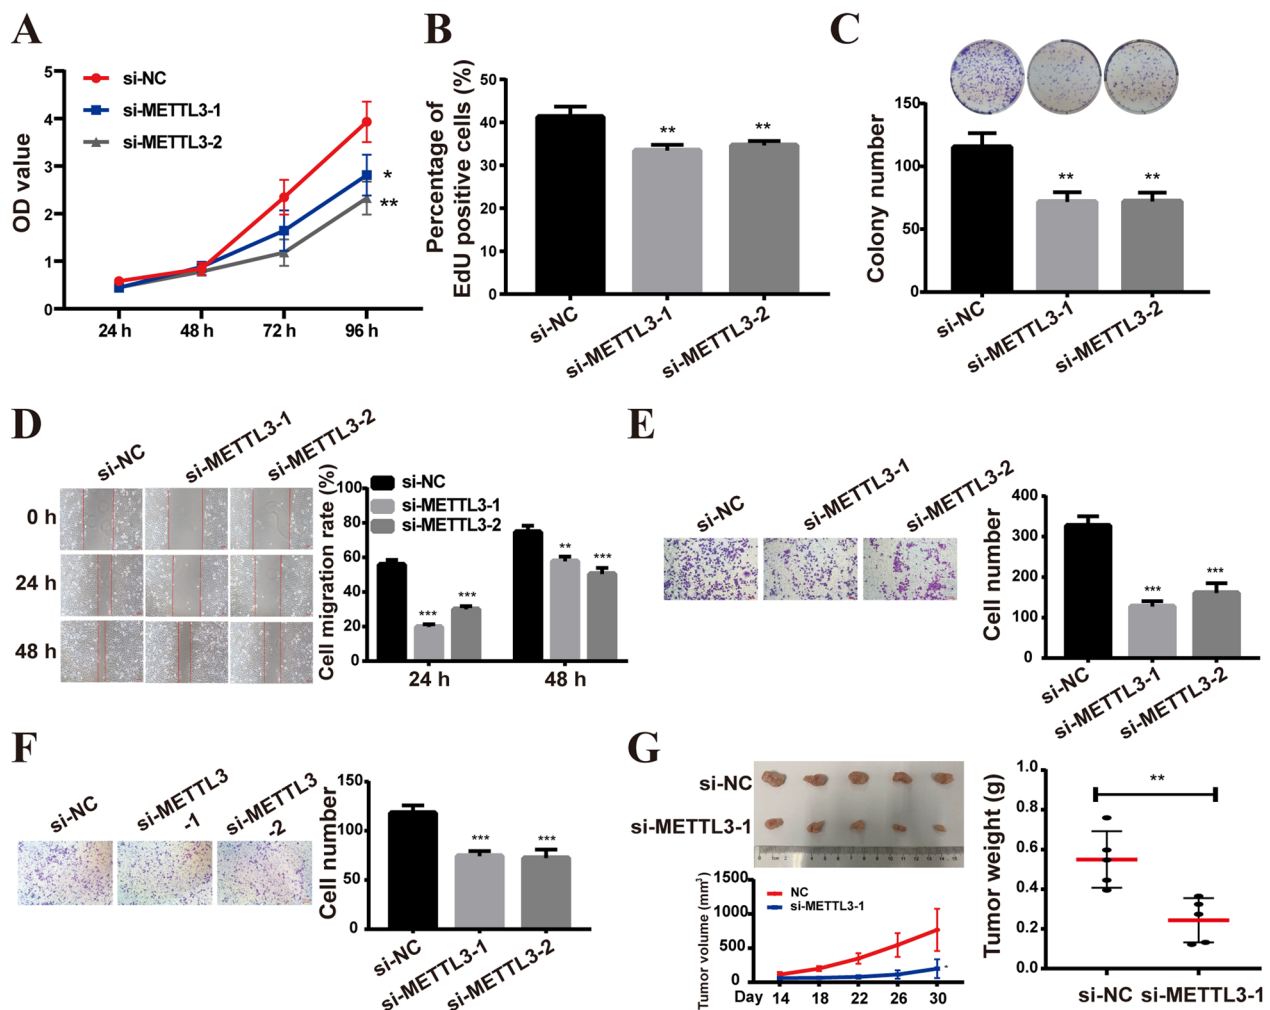 A
OD value
5
4
3
2
1
0
si-NC
si-METTL3-1
si-METTL3-2
*
**
24 h 48 h 72 h 96 h
B
Percentage of
EdU positive cells (%)
50
40
30
20
10
0
** **
si-NC si-METTL3-1 si-METTL3-2
C
Colony number
150
100
50
0
** **
si-NC si-METTL3-1 si-METTL3-2
D
si-NC si-METTL3-1 si-METTL3-2
0 h
24 h
48 h
Cell migration rate (%)
100
80
60
40
20
0
si-NC
si-METTL3-1
si-METTL3-2
*** *** ** ***
24 h 48 h
E
si-NC si-METTL3-1 si-METTL3-2
Cell number
400
300
200
100
0
*** ***
si-NC si-METTL3-1 si-METTL3-2
F
si-NC si-METTL3
-1 si-METTL3
-2
Cell number
150
100
50
0
*** ***
si-NC si-METTL3-1 si-METTL3-2
G
si-NC
si-METTL3-1
Tumor volume (mm³)
1500
1000
500
0
NC
si-METTL3-1
Day 14 18 22 26 30
Tumor weight (g)
1.0
0.8
0.6
0.4
0.2
0.0
**
si-NC si-METTL3-1